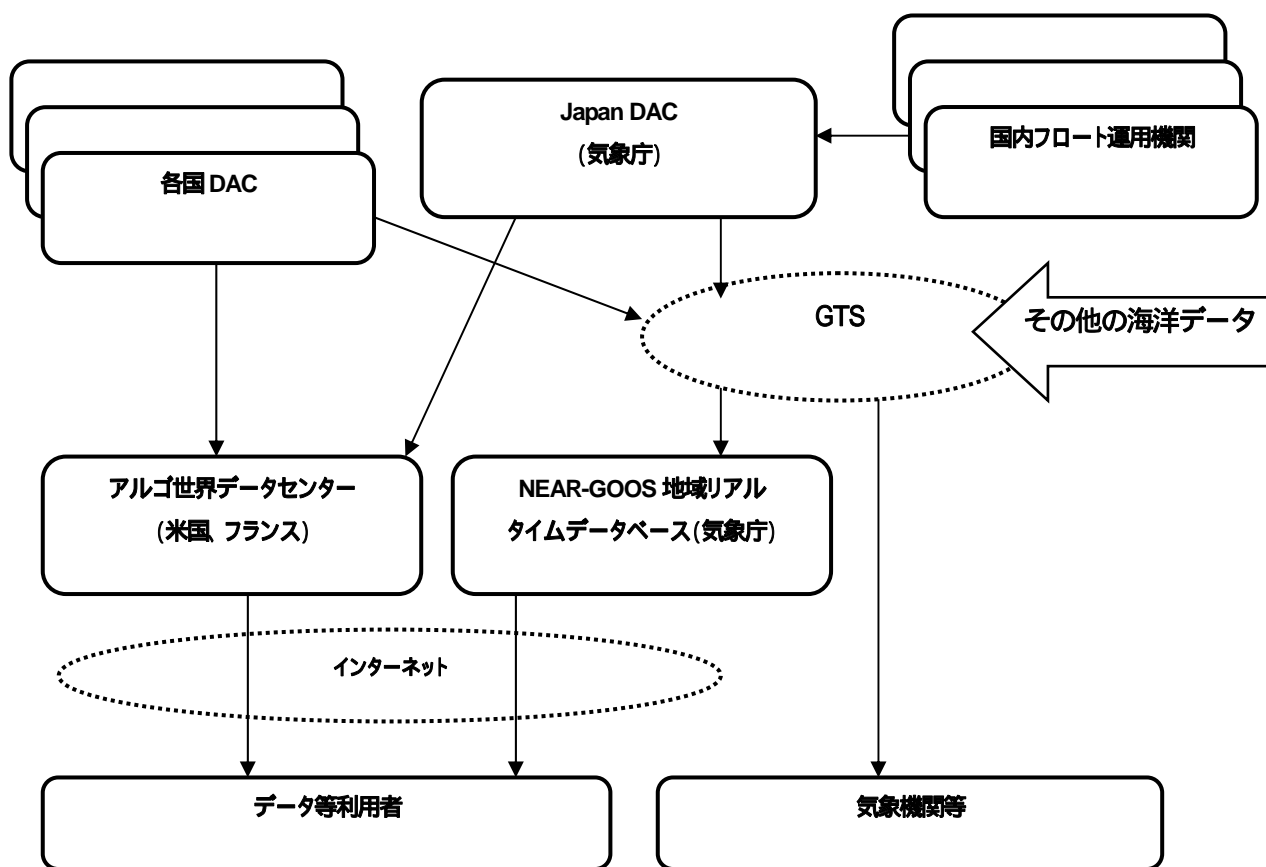 Japan DAC
(気象庁)
国内フロート運用機関
各国 DAC
GTS
その他の海洋データ
アルゴ世界データセンター
(米国、フランス)
NEAR-GOOS 地域リアル
タイムデータベース(気象庁)
インターネット
データ等利用者
気象機関等